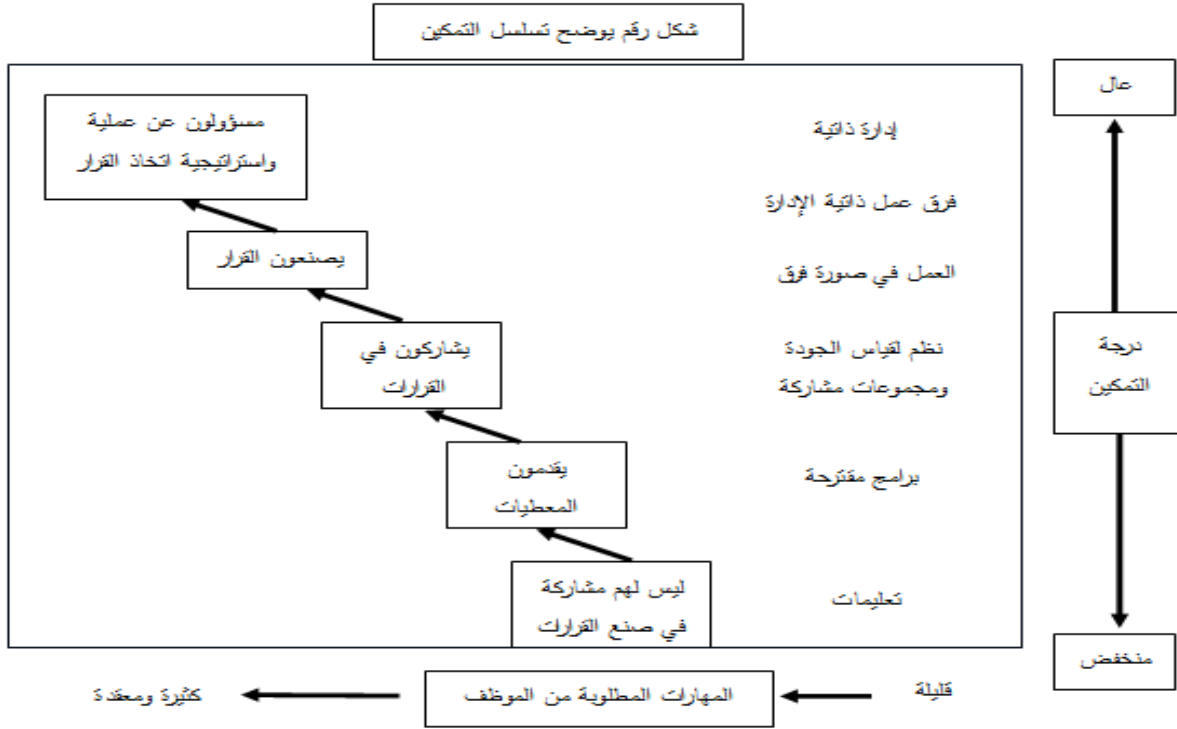 شكل رقم يوضح تسلسل التمكين
عال
إدارة ذاتية
مسؤولون عن عملية
واستراتيجية اتخاذ القرار
فرق عمل ذاتية الإدارة
يصنعون القرار
العمل في صورة فرق
درجة
التمكين
نظم لقياس الجودة
ومجموعات مشاركة
يشاركون في
القرارات
برامج مقترحة
يقدمون
المعطيات
تعليمات
ليس لهم مشاركة
في صنع القرارات
منخفض
قليلة
المهارات المطلوبة من الموظف
كثيرة ومعقدة